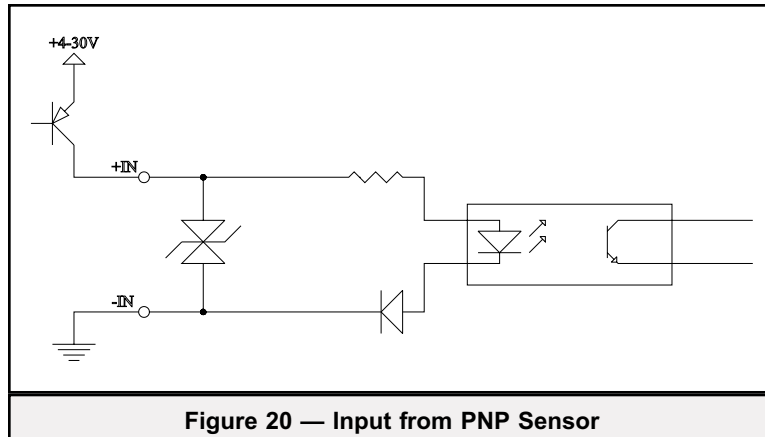 +4-30V
+IN
-IN
Figure 20 — Input from PNP Sensor